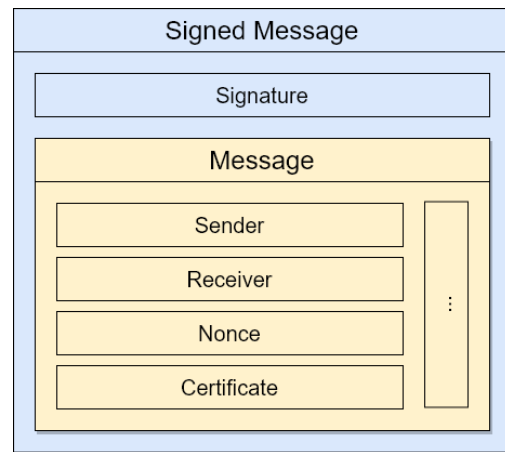 Signed Message
Signature
Message
Sender
Receiver
Nonce
Certificate
...